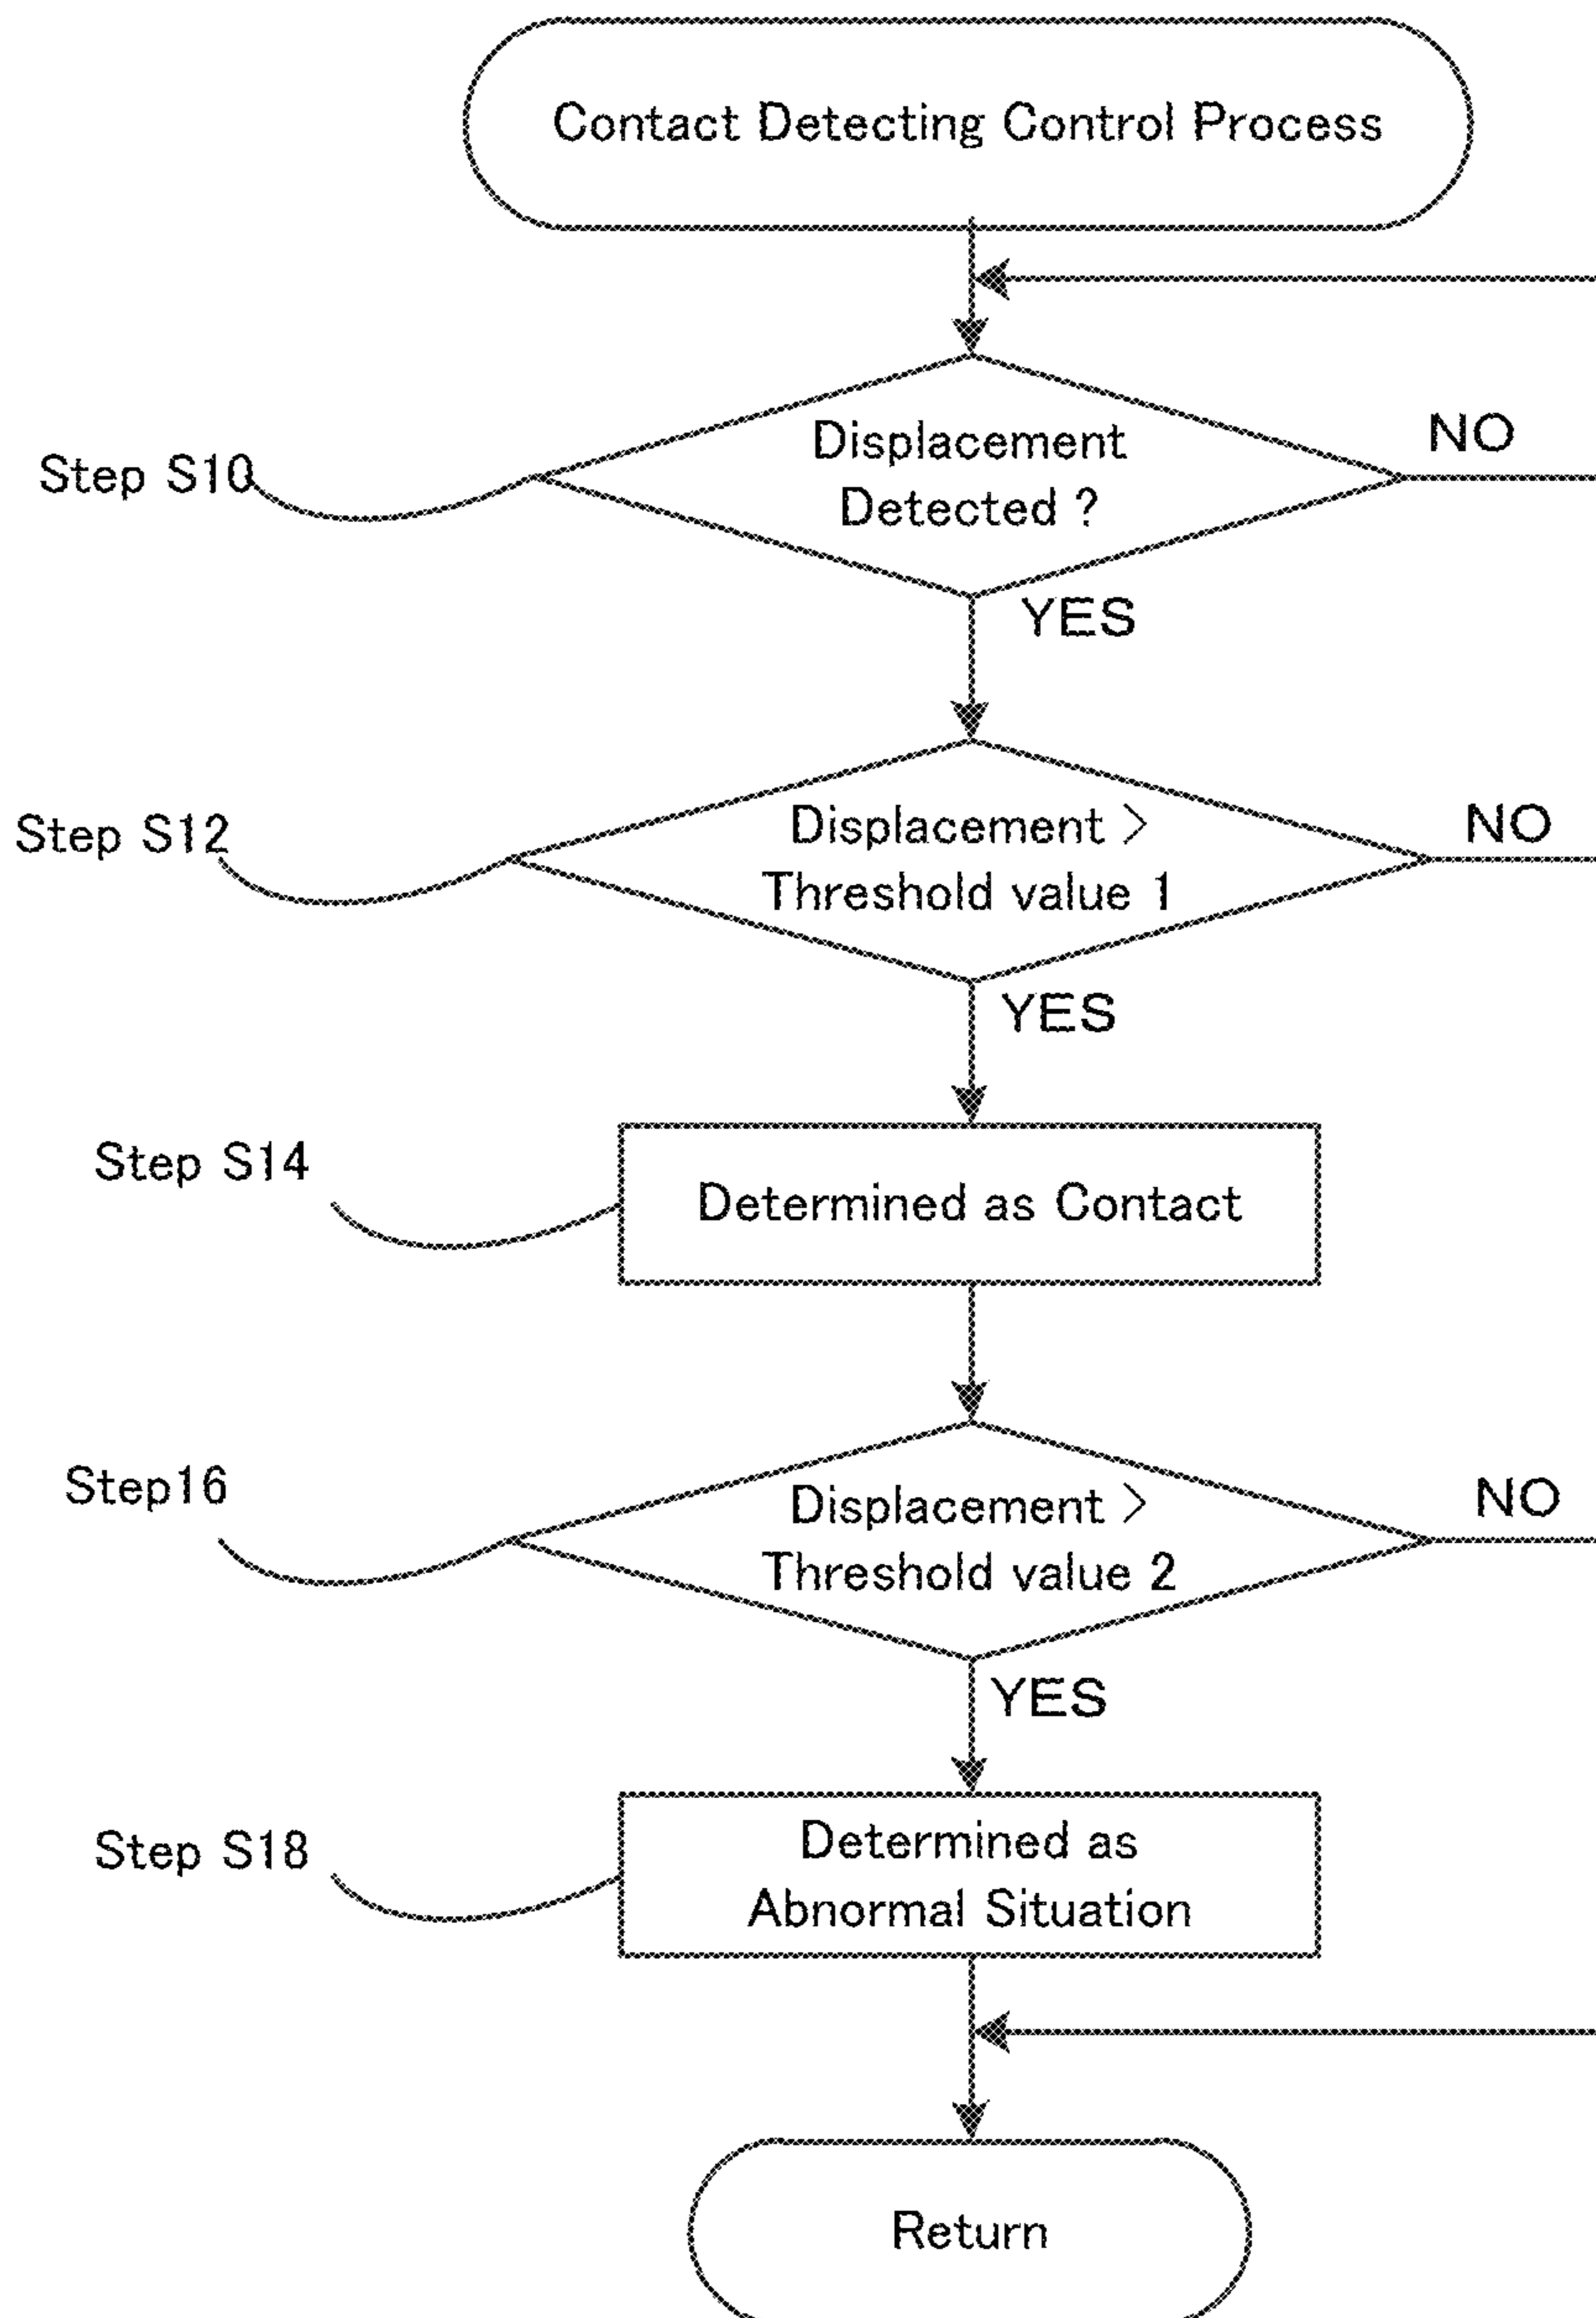 Contact Detecting Control Process
Step S10
Displacement
Detected ?
NO
YES
Step S12
Displacement >
Threshold value 1
NO
YES
Step S14
Determined as Contact
Step16
Displacement >
Threshold value 2
NO
YES
Step S18
Determined as
Abnormal Situation
Return